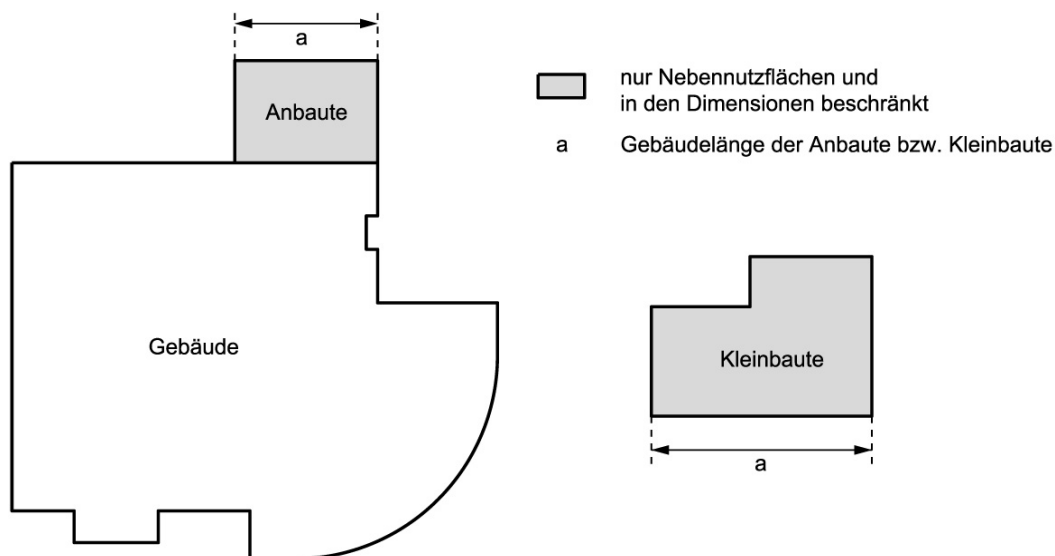 a
Anbaute
nur Nebennutzflächen und
in den Dimensionen beschränkt
a Gebäudelänge der Anbaute bzw. Kleinbaute
Gebäude
Kleinbaute
a